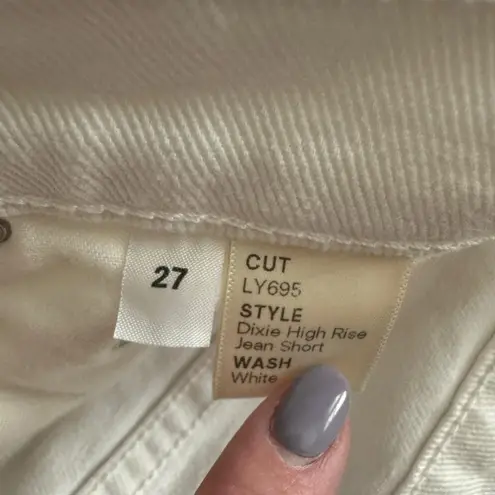 27
CUT
LY695
STYLE
Dixie High Rise
Jean Short
WASH
White